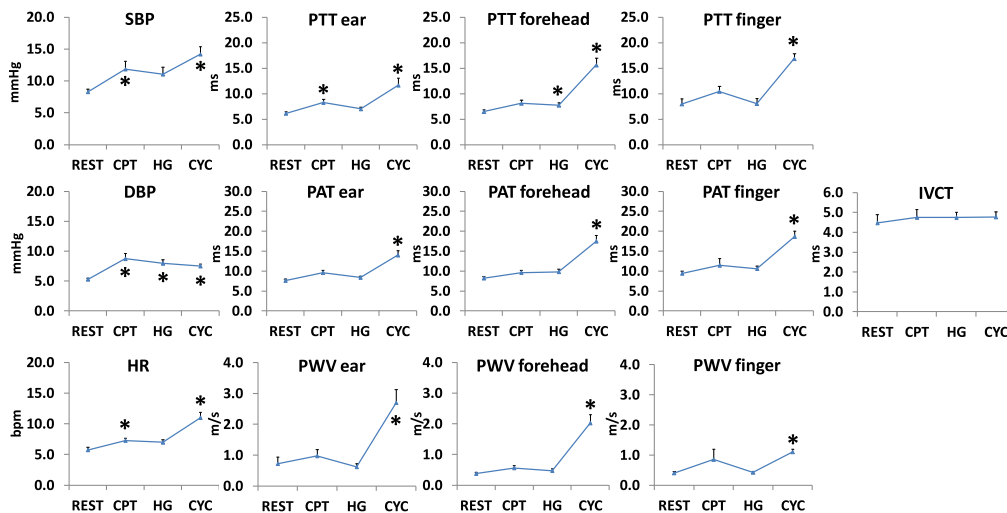 SBP
20.0
15.0
10.0
5.0
0.0
mmHg
*
*
REST CPT HG CYC
PTT ear
25.0
20.0
15.0
10.0
5.0
0.0
ms
*
*
REST CPT HG CYC
PTT forehead
25.0
20.0
15.0
10.0
5.0
0.0
ms
*
*
REST CPT HG CYC
PTT finger
25.0
20.0
15.0
10.0
5.0
0.0
ms
*
REST CPT HG CYC
DBP
20.0
15.0
10.0
5.0
0.0
mmHg
*
*
*
REST CPT HG CYC
PAT ear
30.0
25.0
20.0
15.0
10.0
5.0
0.0
ms
*
REST CPT HG CYC
PAT forehead
30.0
25.0
20.0
15.0
10.0
5.0
0.0
ms
*
REST CPT HG CYC
PAT finger
30.0
25.0
20.0
15.0
10.0
5.0
0.0
ms
*
REST CPT HG CYC
IVCT
6.0
5.0
4.0
3.0
2.0
1.0
0.0
ms
REST CPT HG CYC
HR
20.0
15.0
10.0
5.0
0.0
bpm
*
*
REST CPT HG CYC
PWV ear
4.0
3.0
2.0
1.0
0.0
m/s
*
REST CPT HG CYC
PWV forehead
4.0
3.0
2.0
1.0
0.0
m/s
*
REST CPT HG CYC
PWV finger
4.0
3.0
2.0
1.0
0.0
m/s
*
REST CPT HG CYC